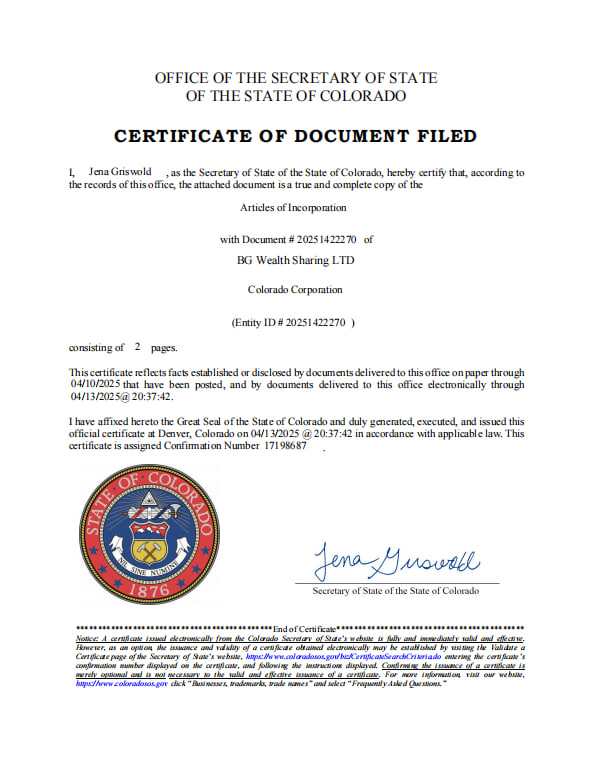 OFFICE OF THE SECRETARY OF STATE
OF THE STATE OF COLORADO
CERTIFICATE OF DOCUMENT FILED
I, Jena Griswold , as the Secretary of State of the State of Colorado, hereby certify that, according to
the records of this office, the attached document is a true and complete copy of the
Articles of Incorporation
with Document # 20251422270 of
BG Wealth Sharing LTD
Colorado Corporation
(Entity ID # 20251422270 )
consisting of 2 pages.
This certificate reflects facts established or disclosed by documents delivered to this office on paper through
04/10/2025 that have been posted, and by documents delivered to this office electronically through
04/13/2025@ 20:37:42.
I have affixed hereto the Great Seal of the State of Colorado and duly generated, executed, and issued this
official certificate at Denver, Colorado on 04/13/2025 @ 20:37:42 in accordance with applicable law. This
certificate is assigned Confirmation Number 17198687 .
STATE OF COLORADO
NIL SINE NUMINE
1876
Jena Griswold
Secretary of State of the State of Colorado
*********************************************End of Certificate*******************************************
Notice: A certificate issued electronically from the Colorado Secretary of State's website is fully and immediately valid and effective.
However, as an option, the issuance and validity of a certificate obtained electronically may be established by visiting the Validate a
Certificate page of the Secretary of State's website, https://www.coloradosos.gov/biz/CertificateSearchCriteria.do entering the certificate's
confirmation number displayed on the certificate, and following the instructions displayed. Confirming the issuance of a certificate is
merely optional and is not necessary to the valid and effective issuance of a certificate. For more information, visit our website,
https://www.coloradosos.gov click "Businesses, trademarks, trade names" and select "Frequently Asked Questions."